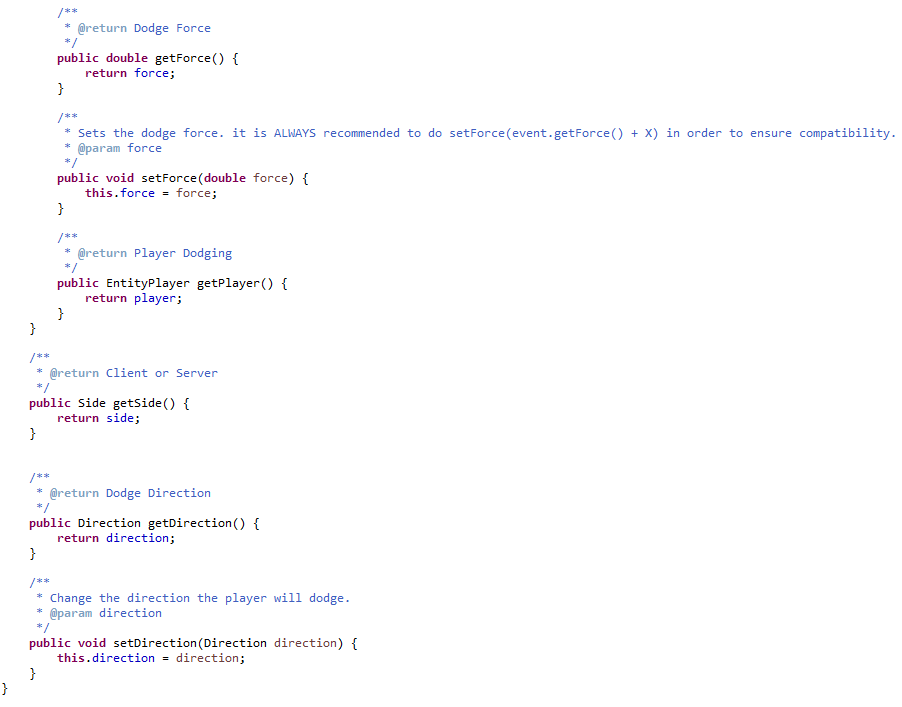 /**
 * @return Dodge Force
 */
public double getForce() {
return force;
}
/**
 * Sets the dodge force. it is ALWAYS recommended to do setForce(event.getForce() + X) in order to ensure compatibility.
 * @param force
 */
public void setForce(double force) {
this.force = force;
}
/**
 * @return Player Dodging
 */
public EntityPlayer getPlayer() {
return player;
}
}
/**
 * @return Client or Server
 */
public Side getSide() {
return side;
}
/**
 * @return Dodge Direction
 */
public Direction getDirection() {
return direction;
}
/**
 * Change the direction the player will dodge.
 * @param direction
 */
public void setDirection(Direction direction) {
this.direction = direction;
}
}